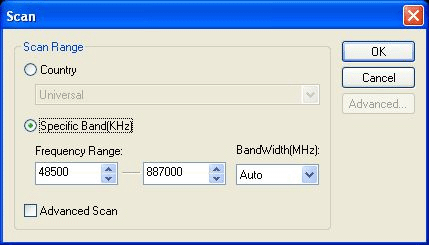 Scan
Scan Range
Country
Universal
Specific Band(KHz)
Frequency Range:
BandWidth(MHz):
48500
887000
Auto
Advanced Scan
OK
Cancel
Advanced...